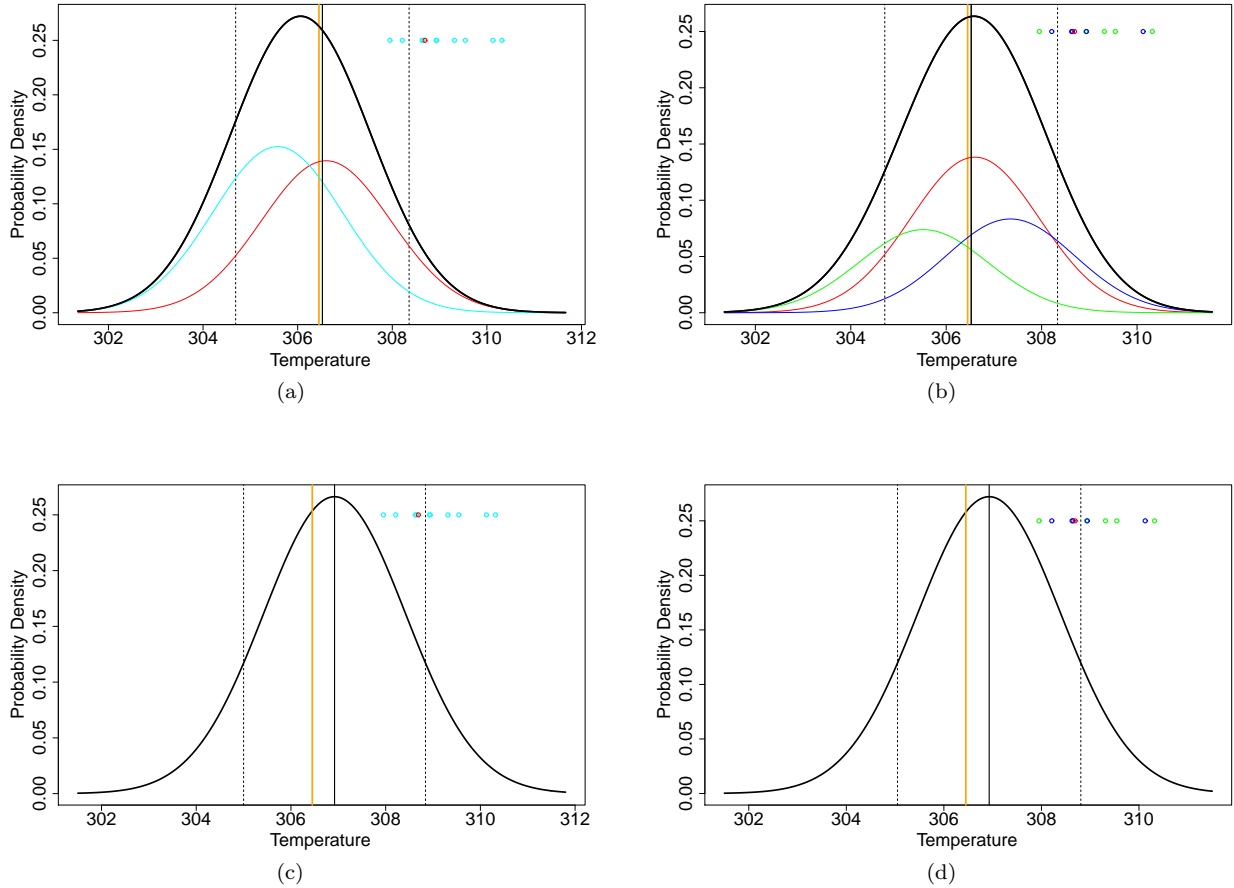 0.00 0.05 0.10 0.15 0.20 0.25
Probability Density
302 304 306 308 310 312
Temperature
(a)
0.00 0.05 0.10 0.15 0.20 0.25
Probability Density
302 304 306 308 310
Temperature
(b)
0.00 0.05 0.10 0.15 0.20 0.25
Probability Density
302 304 306 308 310 312
Temperature
(c)
0.00 0.05 0.10 0.15 0.20 0.25
Probability Density
302 304 306 308 310
Temperature
(d)